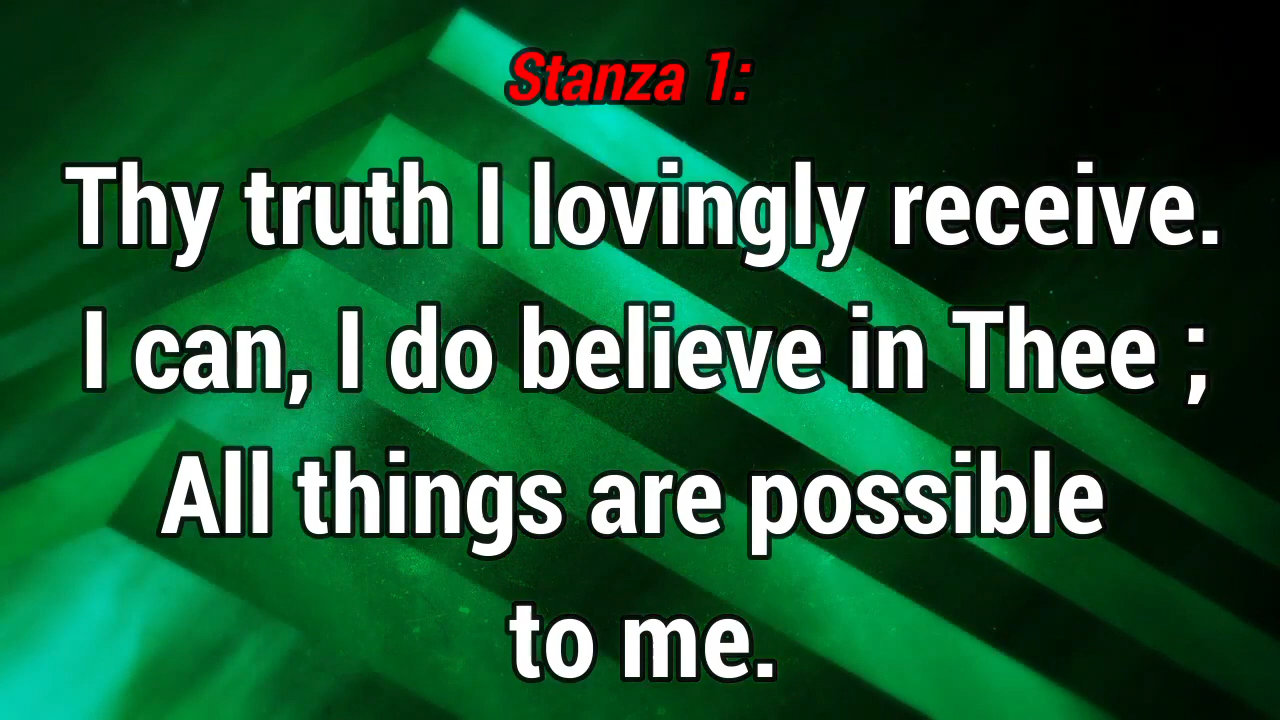 Stanza 1:
Thy truth I lovingly receive.
I can, I do believe in Thee ;
All things are possible
to me.